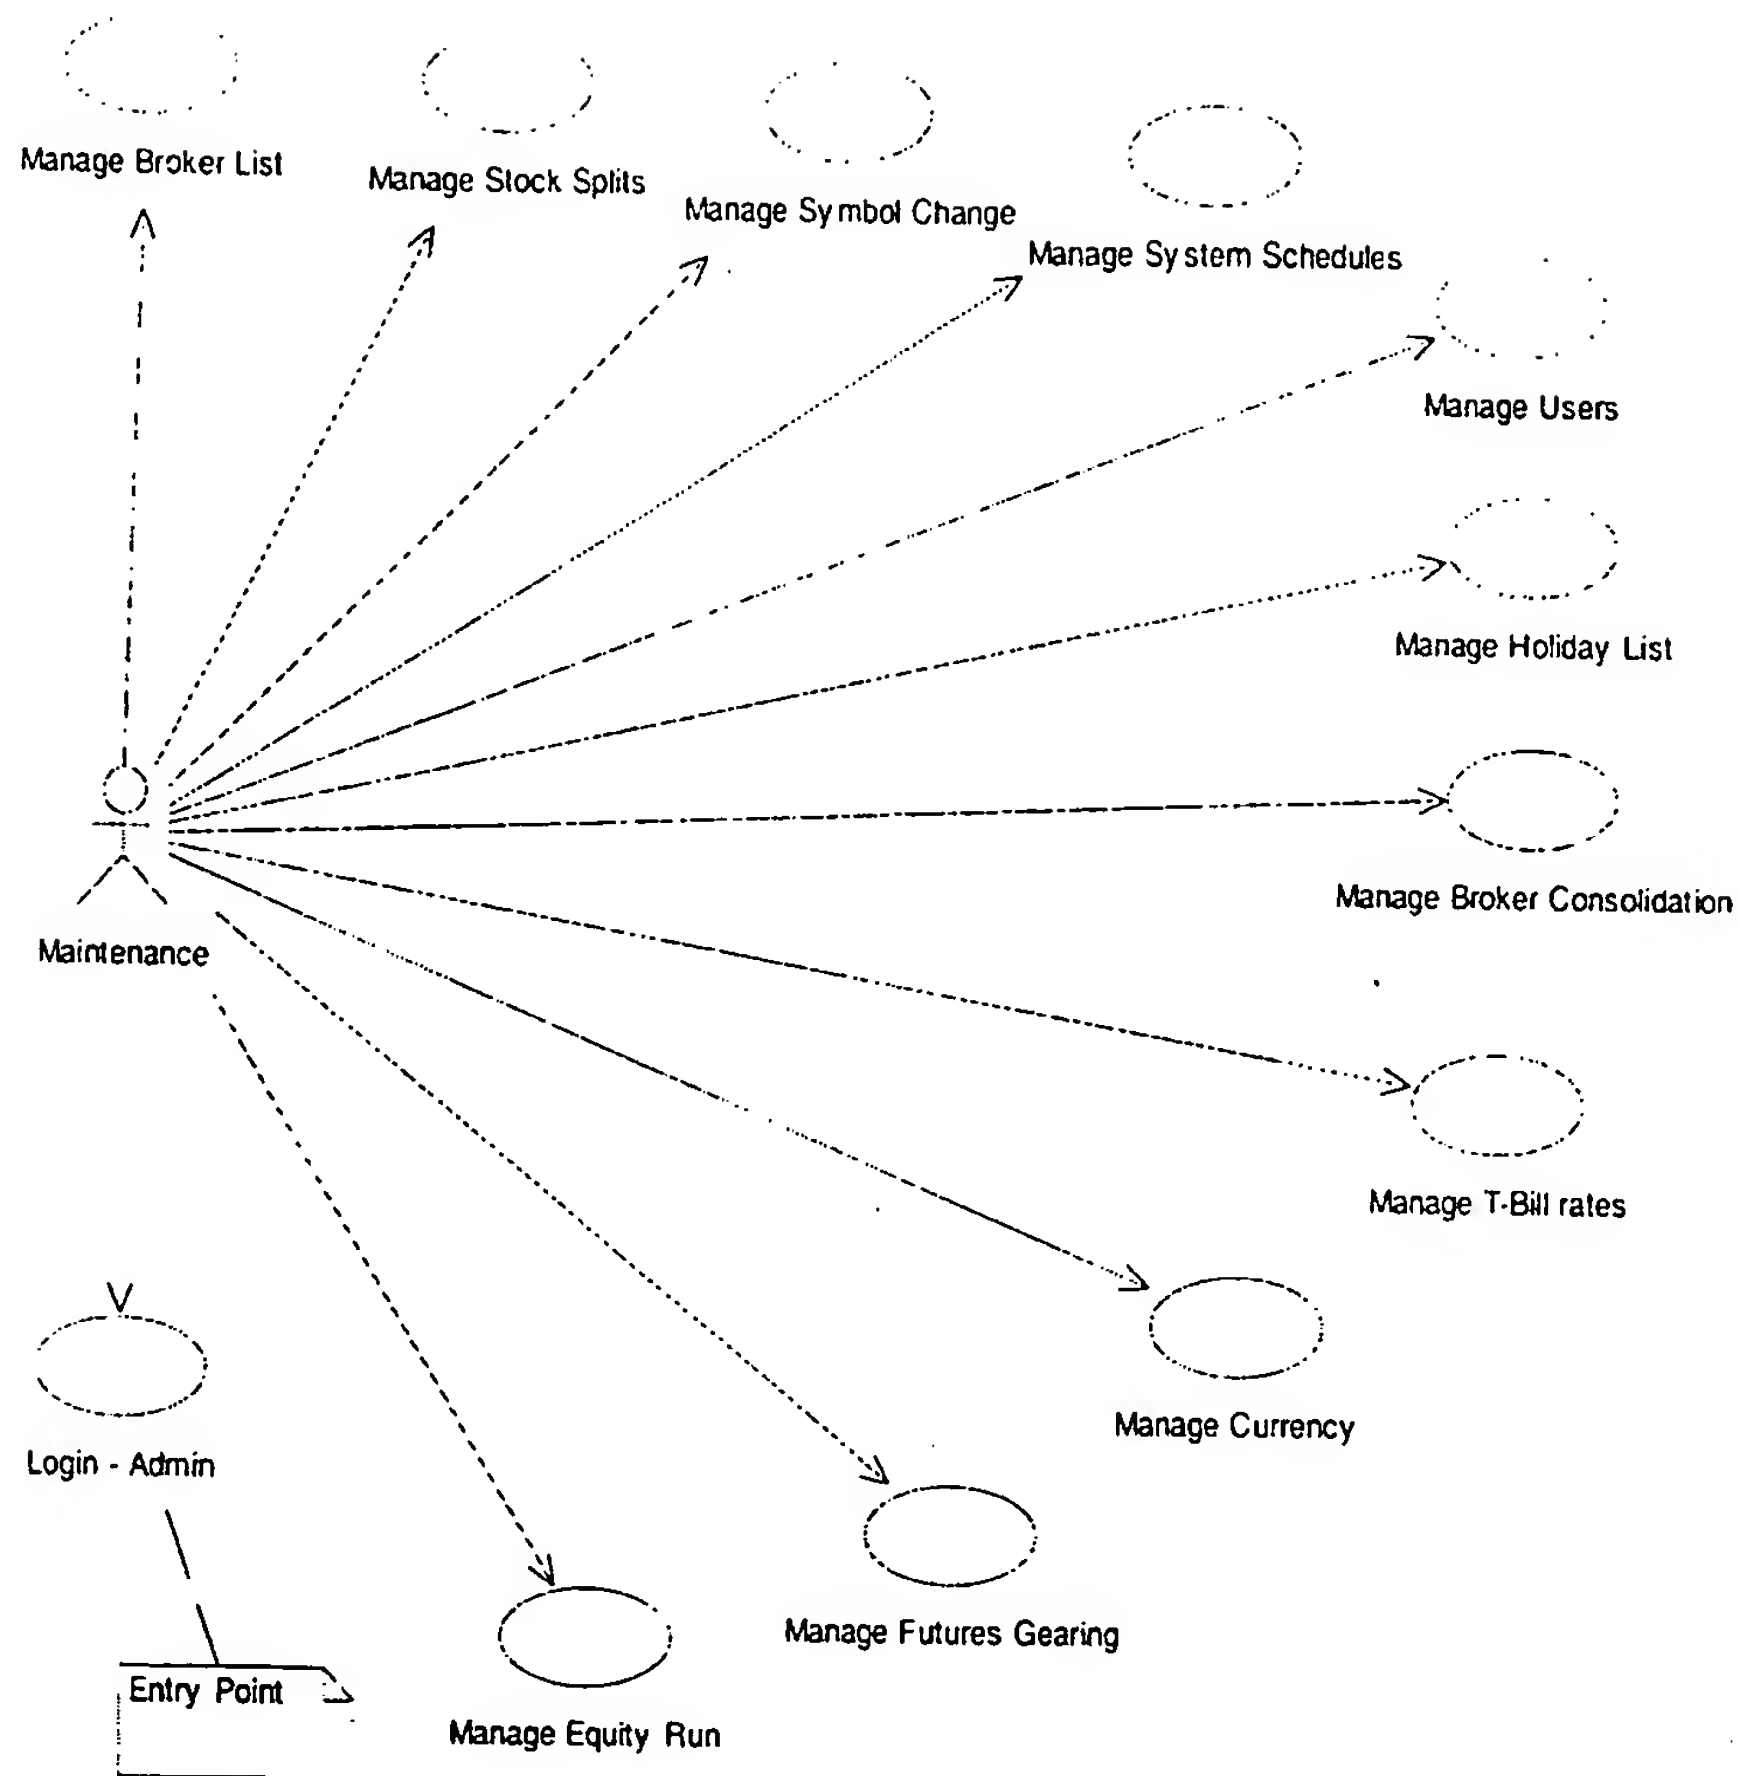 Manage Broker List
Manage Stock Splits
Manage Symbol Change
Manage System Schedules
Manage Users
Manage Holiday List
Manage Broker Consolidation
Maintenance
Manage T-Bill rates
Manage Currency
Login - Admin
Manage Futures Gearing
Entry Point
Manage Equity Run